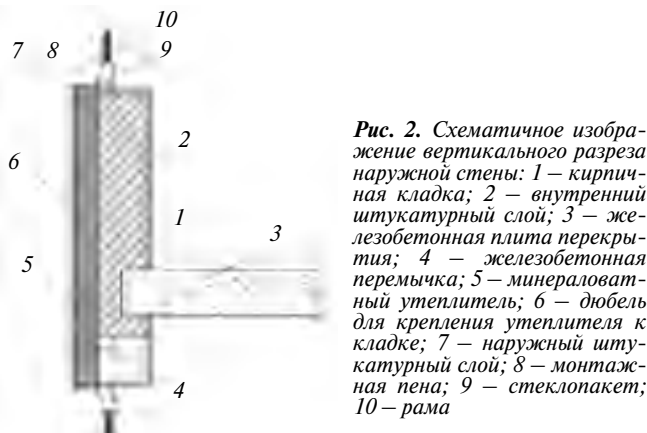 10
7 8 9
2
6
1
3
5
4
Рис. 2. Схематичное изобра-
жение вертикального разреза
наружной стены: 1 – кирпич-
ная кладка; 2 – внутренний
штукатурный слой; 3 – же-
лезобетонная плита перекры-
тия; 4 – железобетонная
перемычка; 5 – минераловат-
ный утеплитель; 6 – дюбель
для крепления утеплителя к
кладке; 7 – наружный шту-
катурный слой; 8 – монтаж-
ная пена; 9 – стеклопакет;
10 – рама